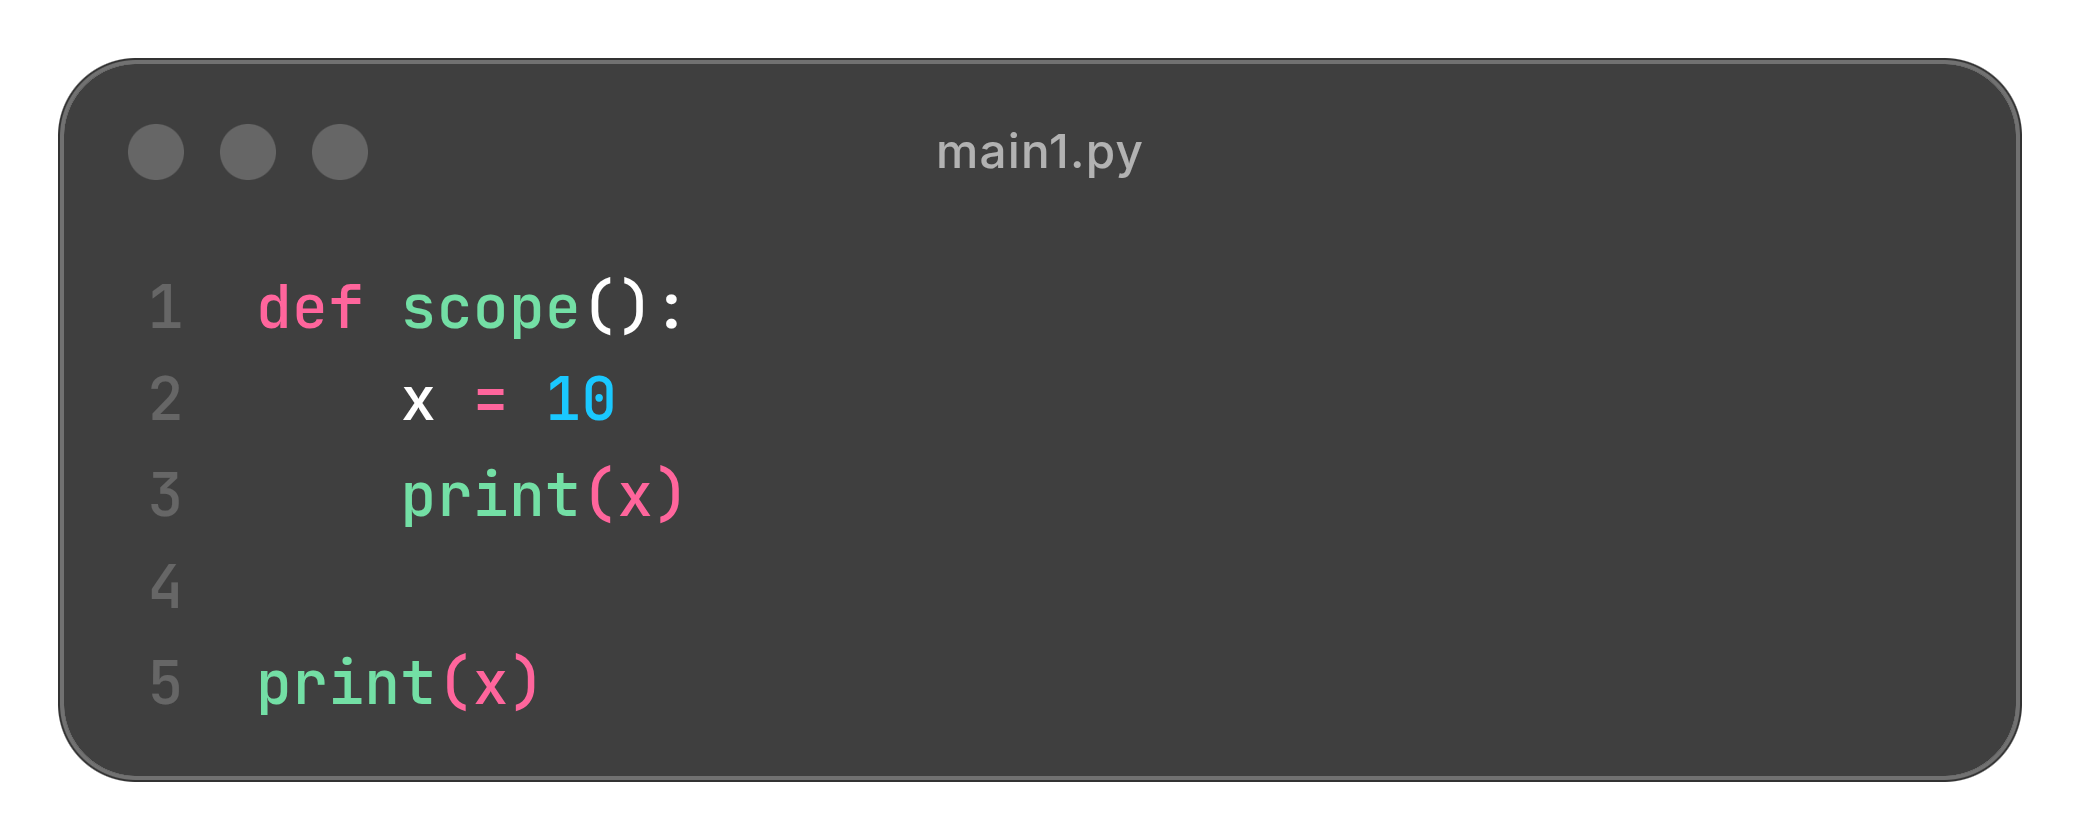 main1.py
1 def scope():
2     x = 10
3     print(x)
4
5 print(x)